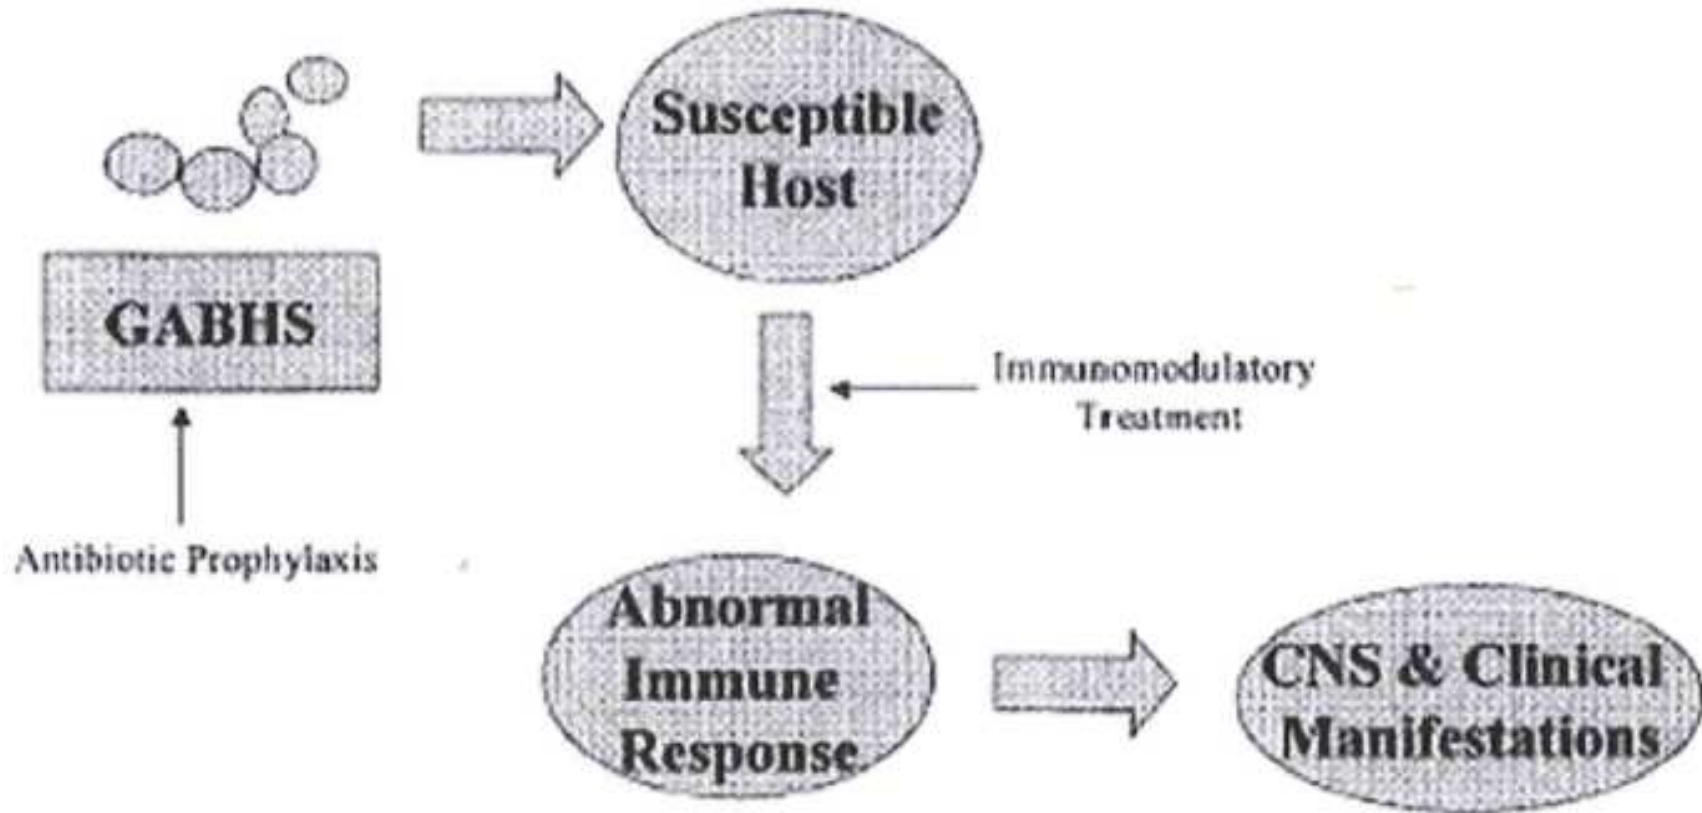 Susceptible
Host
GABHS
Immunomodulatory
Treatment
Antibiotic Prophylaxis
Abnormal
Immune
Response
CNS & Clinical
Manifestations